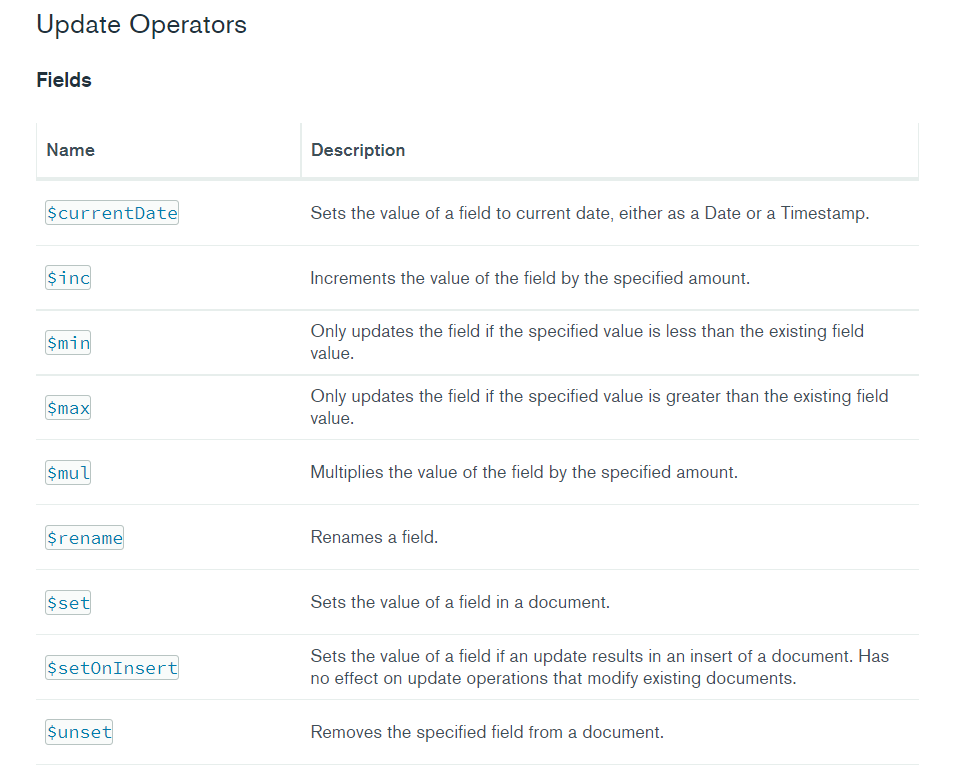 Update Operators
Fields
Name Description
$currentDate Sets the value of a field to current date, either as a Date or a Timestamp.
$inc Increments the value of the field by the specified amount.
$min Only updates the field if the specified value is less than the existing field
value.
$max Only updates the field if the specified value is greater than the existing field
value.
$mul Multiplies the value of the field by the specified amount.
$rename Renames a field.
$set Sets the value of a field in a document.
$setOnInsert Sets the value of a field if an update results in an insert of a document. Has
no effect on update operations that modify existing documents.
$unset Removes the specified field from a document.